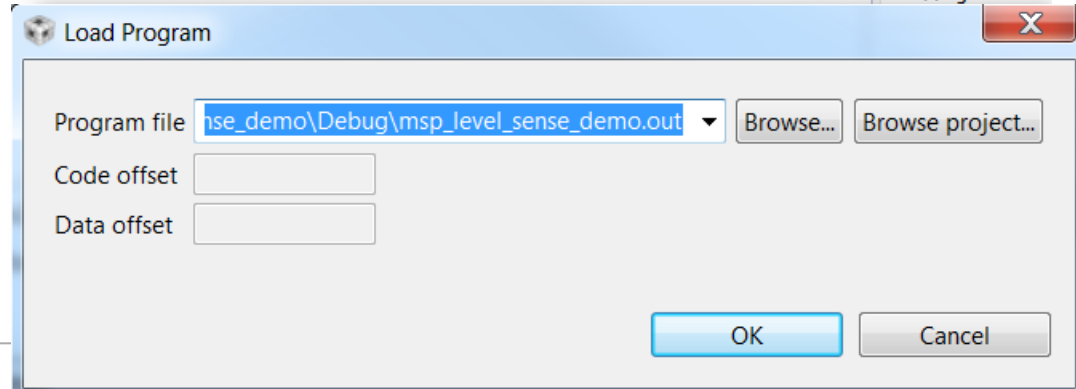 Load Program
Program file nse_demo\Debug\msp_level_sense_demo.out Browse... Browse project...
Code offset
Data offset
OK Cancel